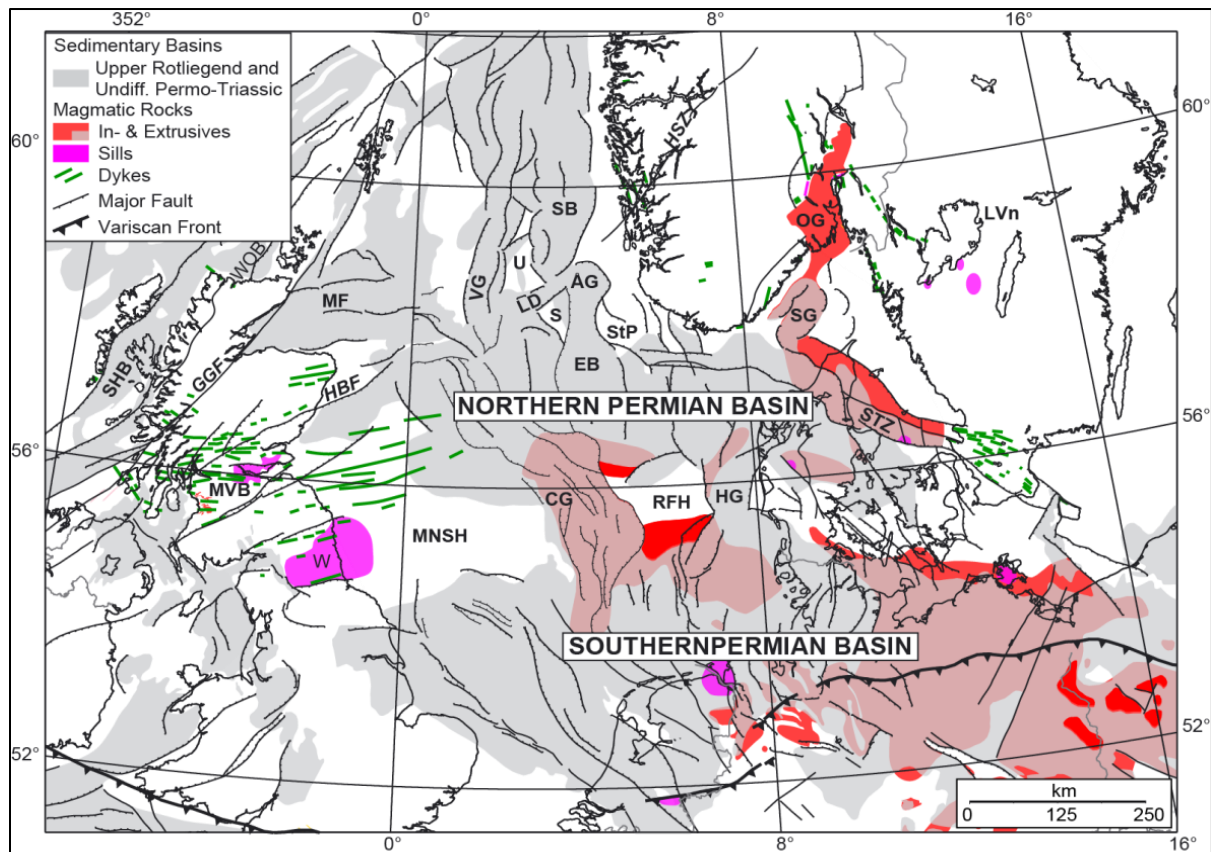 352°
0°
8°
16°
Sedimentary Basins
Upper Rotliegend and
Undiff. Permo-Triassic
Magmatic Rocks
In- & Extrusives
Sills
Dykes
Major Fault
Variscan Front
60°
60°
HSZ
SB
OG
LVn
WOB
U
VG
ÅG
MF
LD
S
StP
SG
SHB
GGF
EB
HBF
NORTHERN PERMIAN BASIN
STZ
56°
56°
MVB
CG
RFH
HG
MNSH
W
SOUTHERNPERMIAN BASIN
52°
52°
km
0 125 250
0°
8°
16°